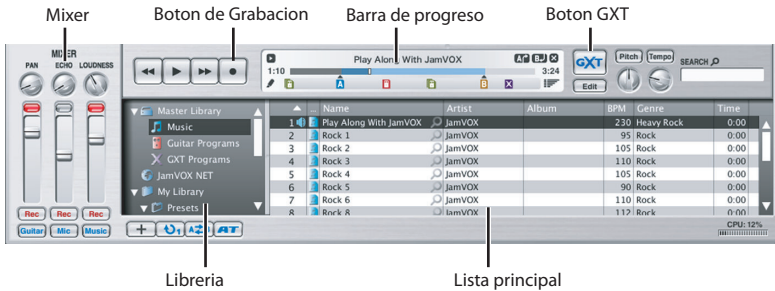 Mixer
Boton de Grabacion
Barra de progreso
Boton GXT
MIXER
PAN ECHO LOUDNESS
Play Along With JamVOX
1:10 3:24
A B
GXT
Edit
Pitch Tempo
SEARCH
Master Library
Music
Guitar Programs
GXT Programs
JamVOX NET
My Library
Presets
Name Artist Album BPM Genre Time
1 Play Along With JamVOX JamVOX 230 Heavy Rock 0:00
2 Rock 1 JamVOX 95 Rock 0:00
3 Rock 2 JamVOX 105 Rock 0:00
4 Rock 3 JamVOX 110 Rock 0:00
5 Rock 4 JamVOX 105 Rock 0:00
6 Rock 5 JamVOX 90 Rock 0:00
7 Rock 6 JamVOX 110 Rock 0:00
8 Rock 8 JamVOX 112 Rock 0:00
Rec Rec Rec
Guitar Mic Music
AT
CPU: 12%
Libreria
Lista principal